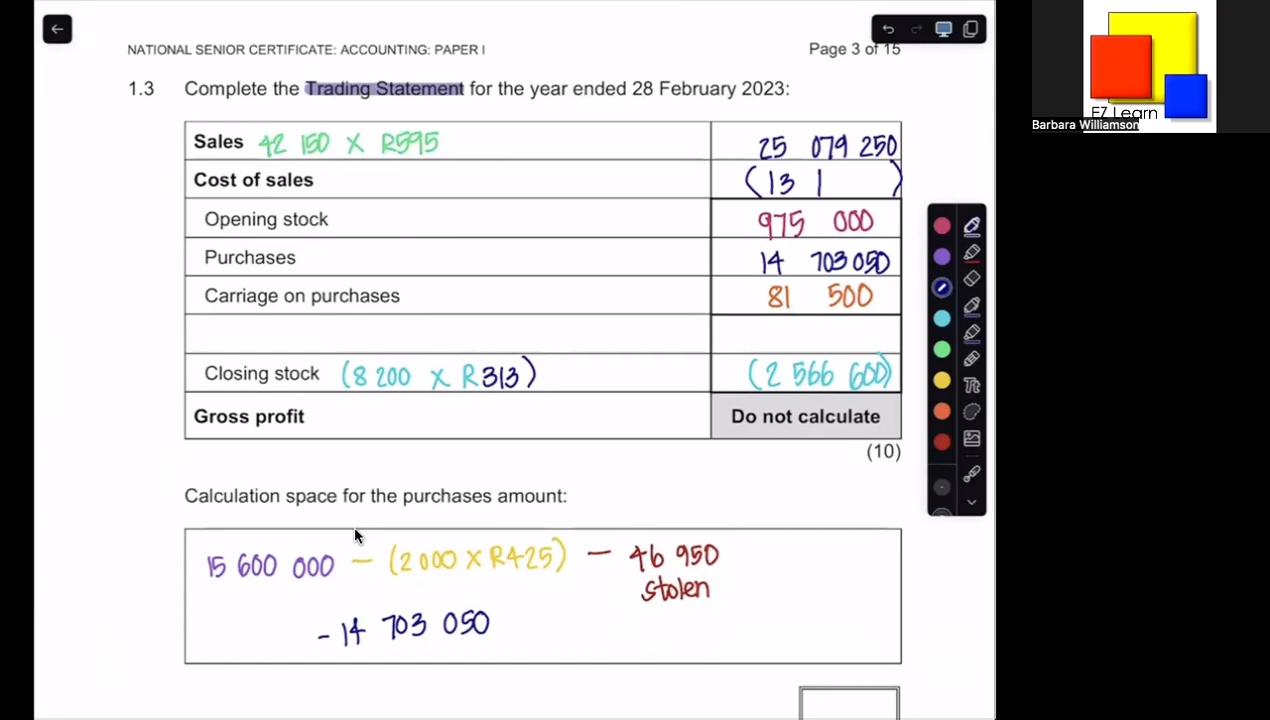 NATIONAL SENIOR CERTIFICATE: ACCOUNTING: PAPER I Page 3 of 15
1.3 Complete the Trading Statement for the year ended 28 February 2023:
Sales 42 150 X R595 25 079 250
Cost of sales (13 1 )
Opening stock 975 000
Purchases 14 703 050
Carriage on purchases 81 500
Closing stock (8 200 X R313) (2 566 600)
Gross profit Do not calculate
(10)
Calculation space for the purchases amount:
15 600 000 - (2 000 X R425) - 46 950
stolen
- 14 703 050
EZ Learn
Barbara Williamson
Tt